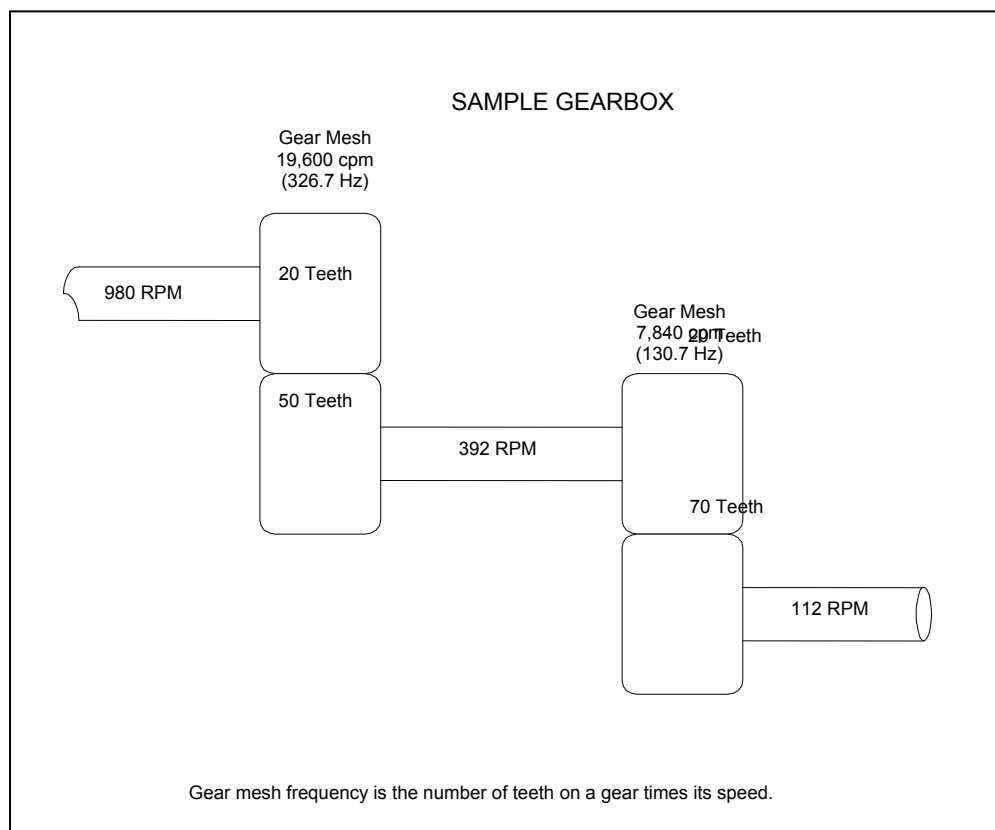 SAMPLE GEARBOX
Gear Mesh
19,600 cpm
(326.7 Hz)
20 Teeth
980 RPM
Gear Mesh
7,840 cpm
20 Teeth
(130.7 Hz)
50 Teeth
392 RPM
70 Teeth
112 RPM
Gear mesh frequency is the number of teeth on a gear times its speed.